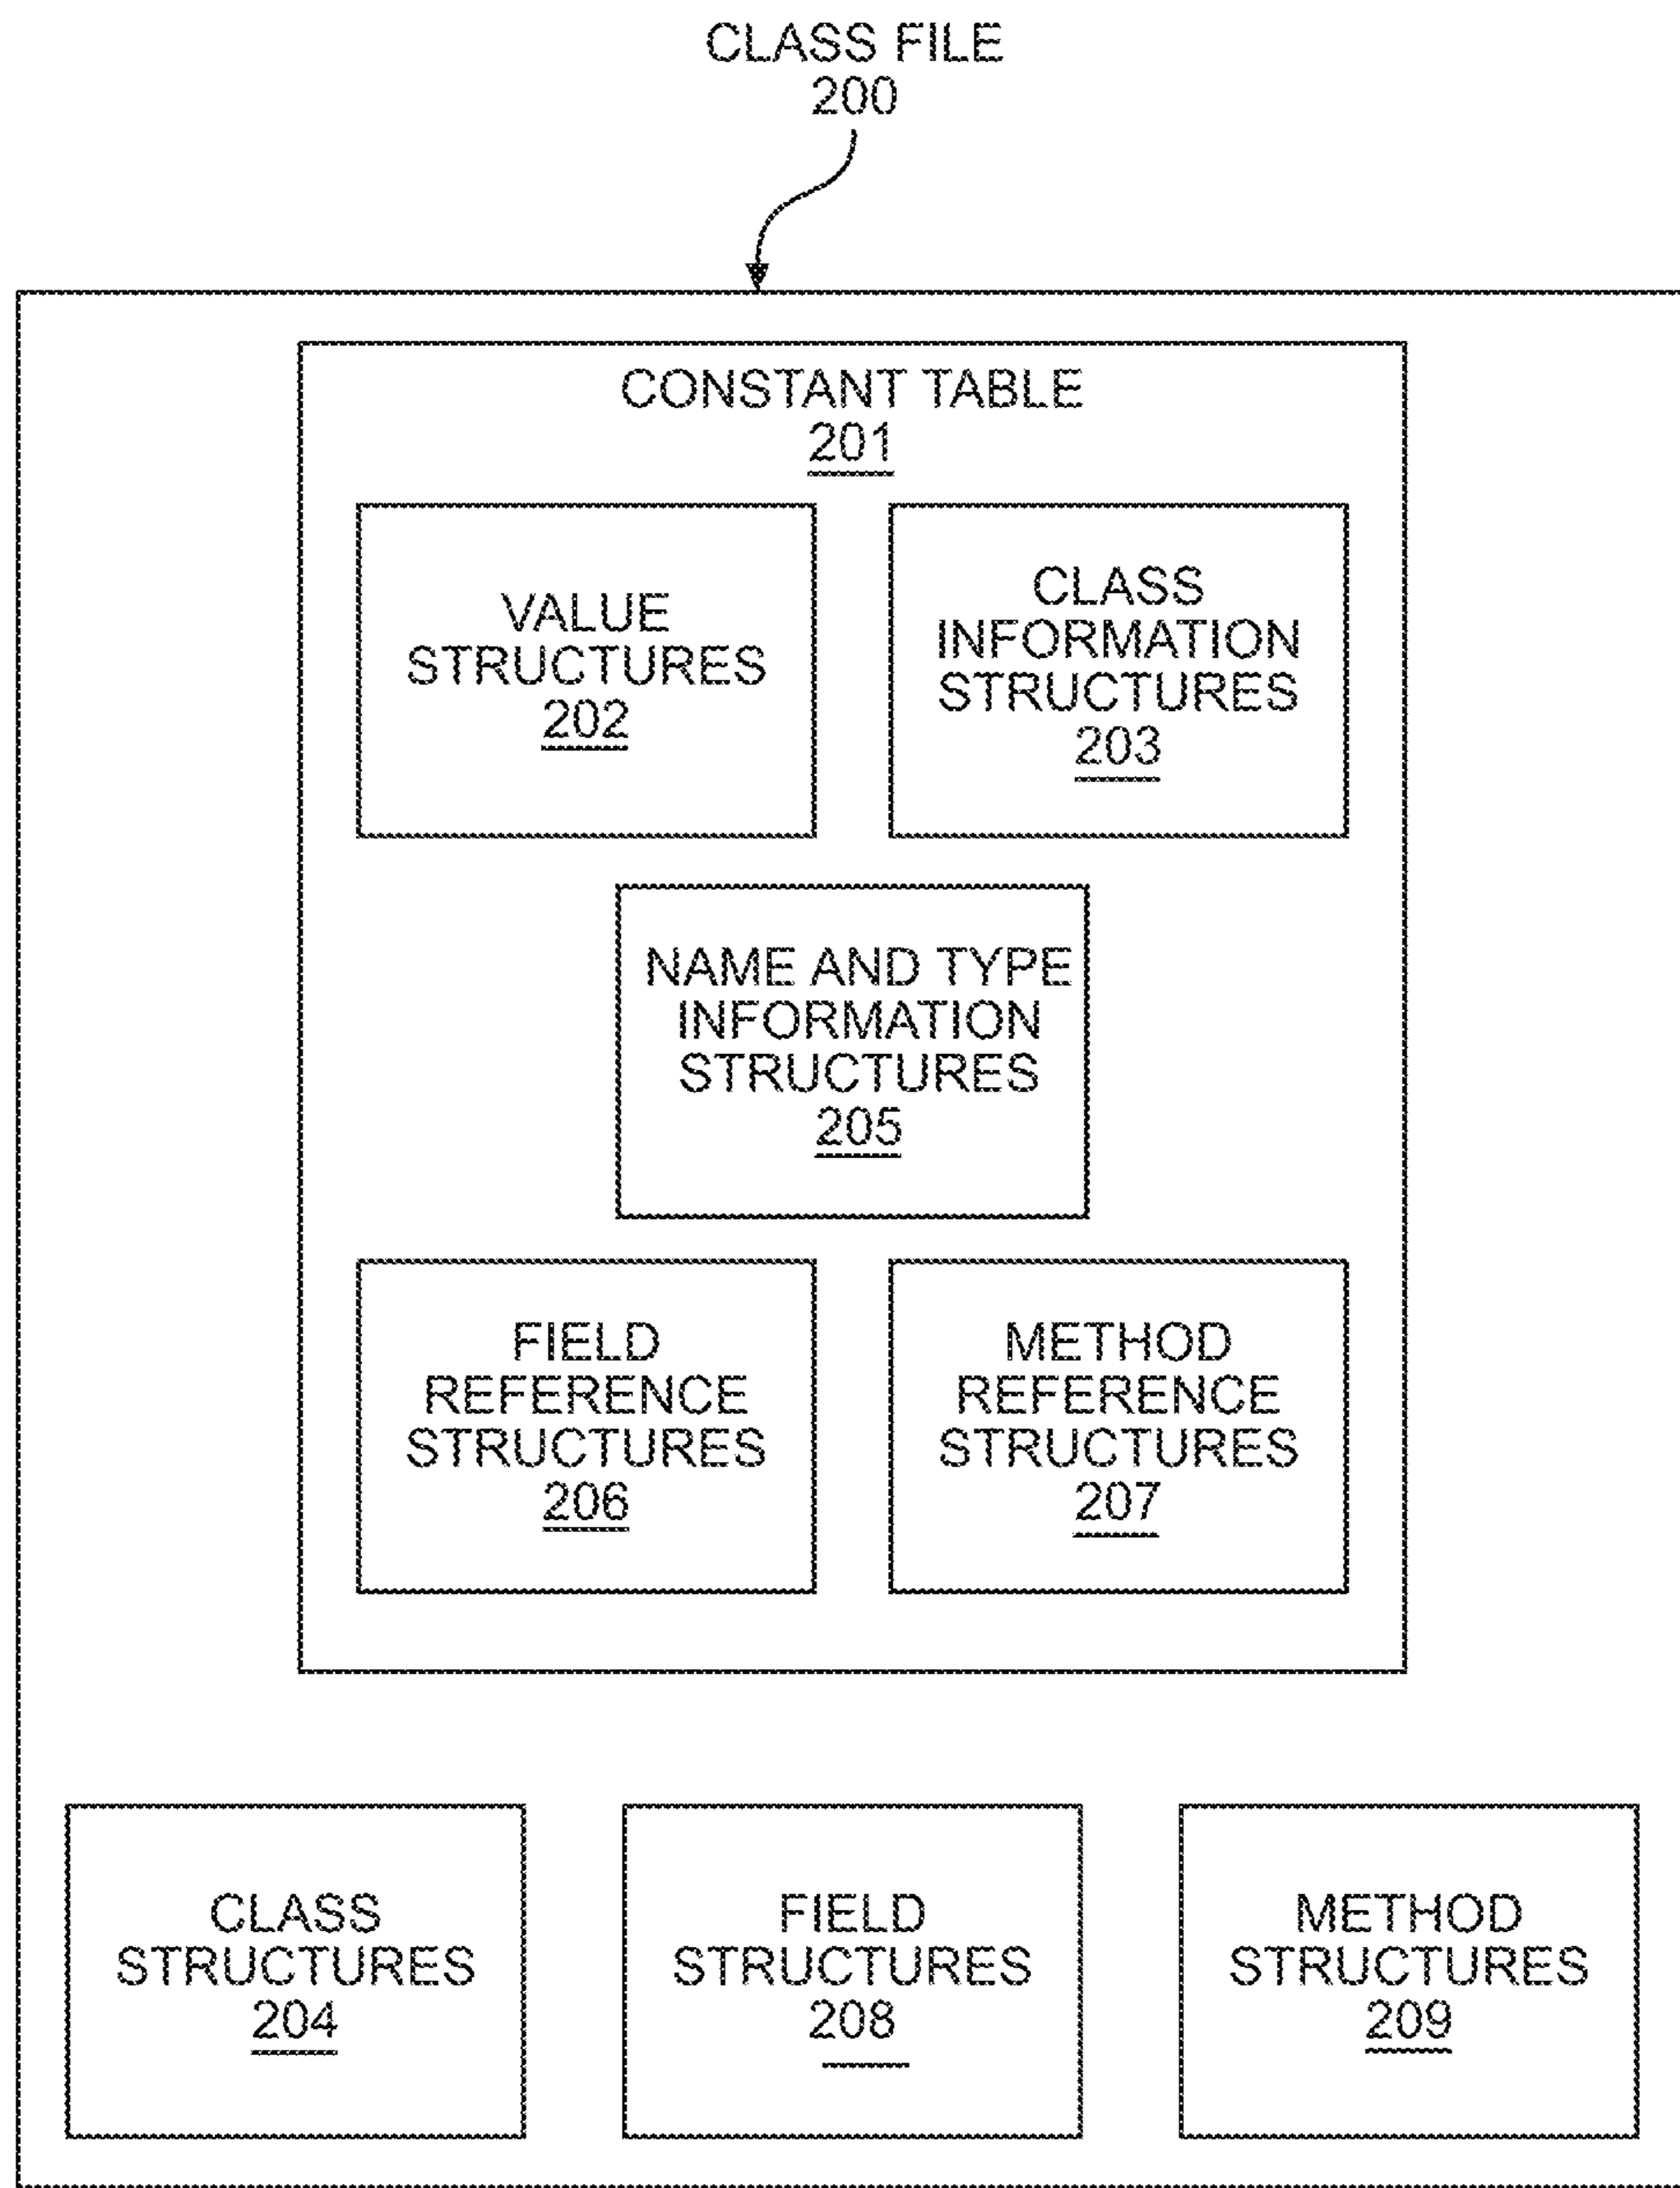 CLASS FILE
200
CONSTANT TABLE
201
VALUE
STRUCTURES
202
CLASS
INFORMATION
STRUCTURES
203
NAME AND TYPE
INFORMATION
STRUCTURES
205
FIELD
REFERENCE
STRUCTURES
206
METHOD
REFERENCE
STRUCTURES
207
CLASS
STRUCTURES
204
FIELD
STRUCTURES
208
METHOD
STRUCTURES
209